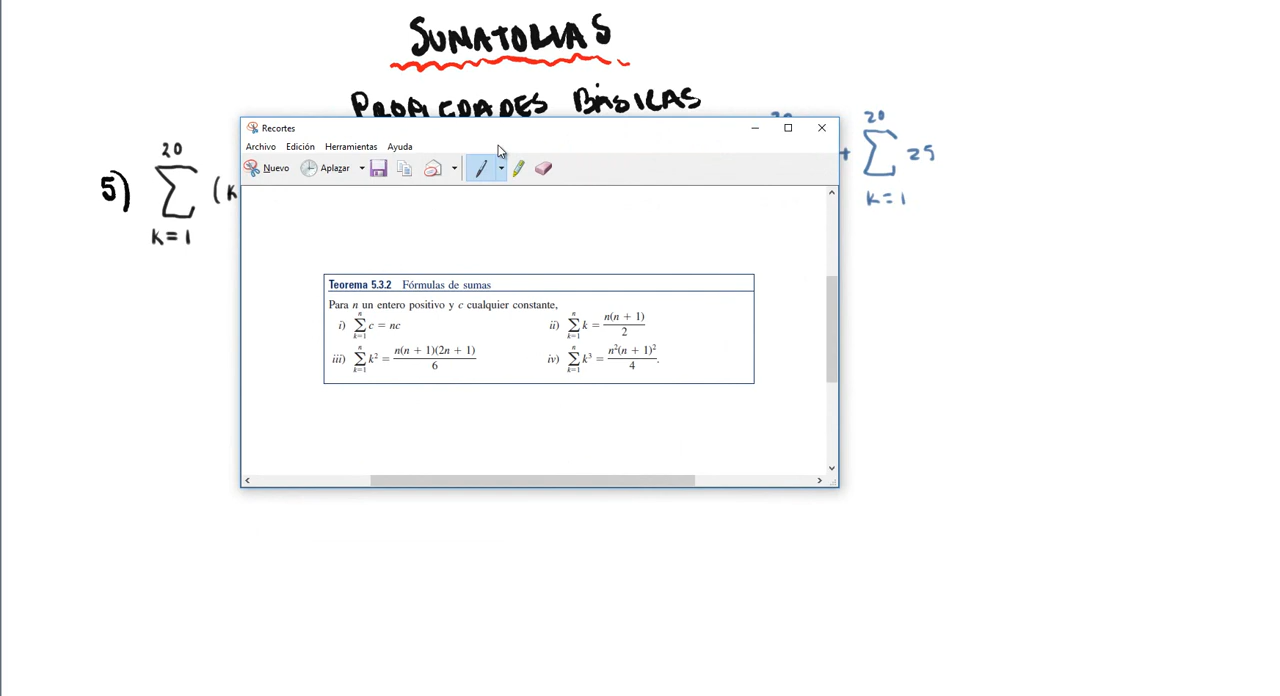 SUMATORIAS
PROPIEDADES BÁSICAS
5) 20 ∑ k=1 (k
+ 20 ∑ k=1 25
Recortes
Archivo Edición Herramientas Ayuda
Nuevo Aplazar
Teorema 5.3.2 Fórmulas de sumas
Para n un entero positivo y c cualquier constante,
i) n ∑ k=1 c = nc
ii) n ∑ k=1 k = n(n + 1) / 2
iii) n ∑ k=1 k² = n(n + 1)(2n + 1) / 6
iv) n ∑ k=1 k³ = n²(n + 1)² / 4.